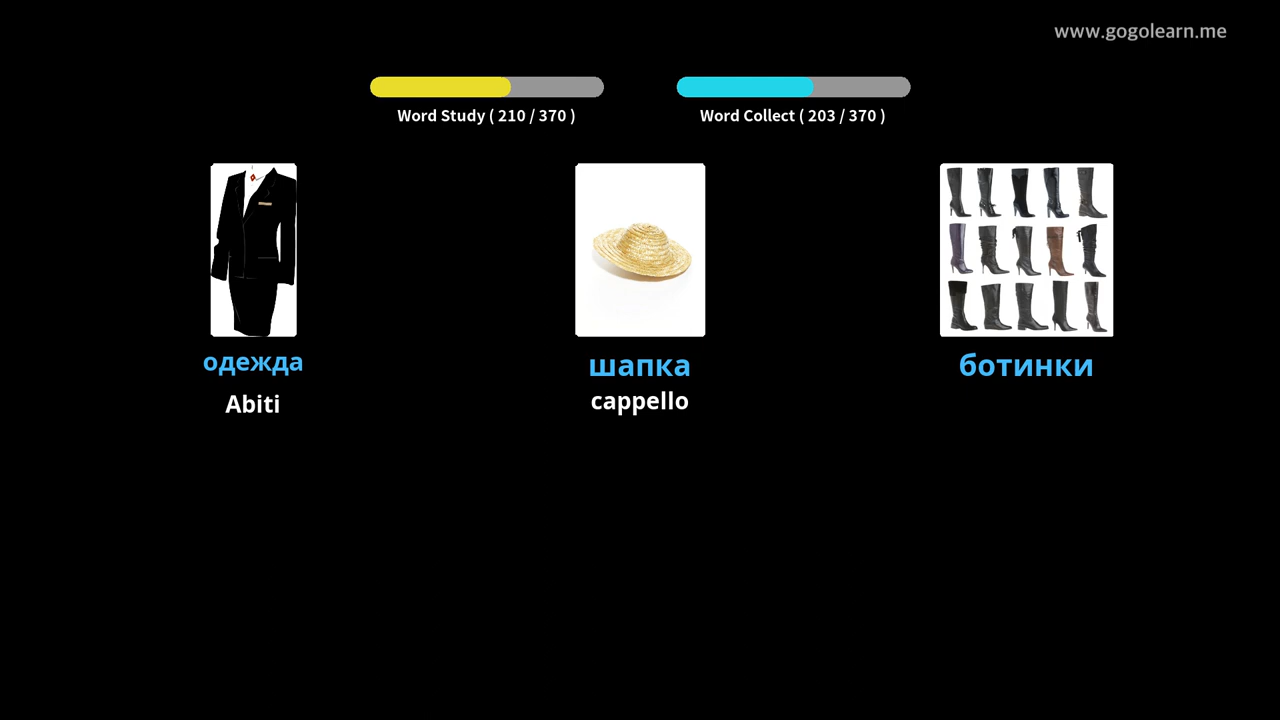 www.gogolearn.me
Word Study ( 210 / 370 )
Word Collect ( 203 / 370 )
одежда
шапка
ботинки
Abiti
cappello